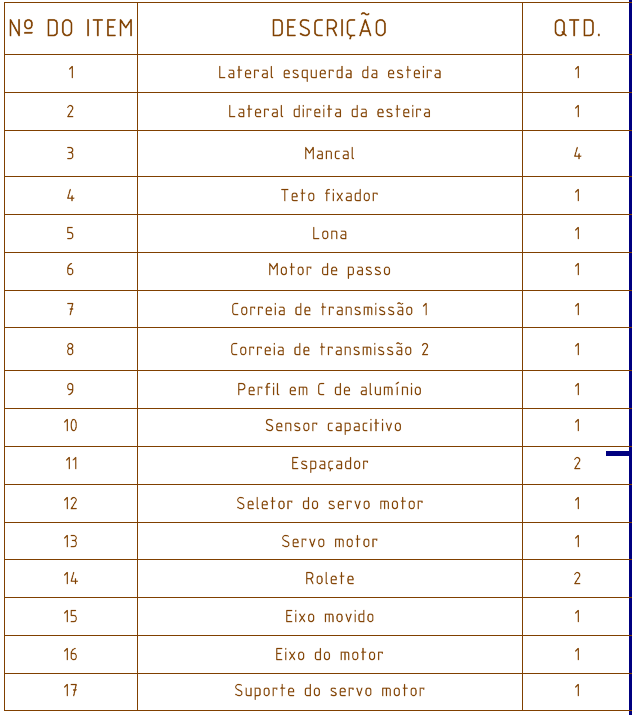 Nº DO ITEM DESCRIÇÃO QTD.
1 Lateral esquerda da esteira 1
2 Lateral direita da esteira 1
3 Mancal 4
4 Teto fixador 1
5 Lona 1
6 Motor de passo 1
7 Correia de transmissão 1 1
8 Correia de transmissão 2 1
9 Perfil em C de alumínio 1
10 Sensor capacitivo 1
11 Espaçador 2
12 Seletor do servo motor 1
13 Servo motor 1
14 Rolete 2
15 Eixo movido 1
16 Eixo do motor 1
17 Suporte do servo motor 1